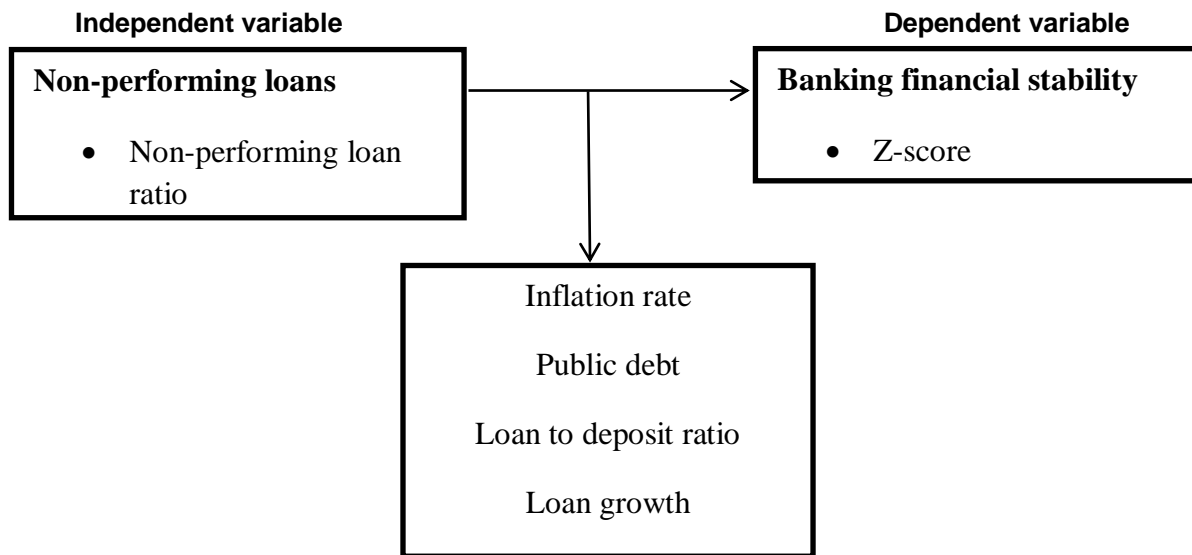 Independent variable
Dependent variable
Non-performing loans
• Non-performing loan
ratio
Banking financial stability
• Z-score
Inflation rate
Public debt
Loan to deposit ratio
Loan growth